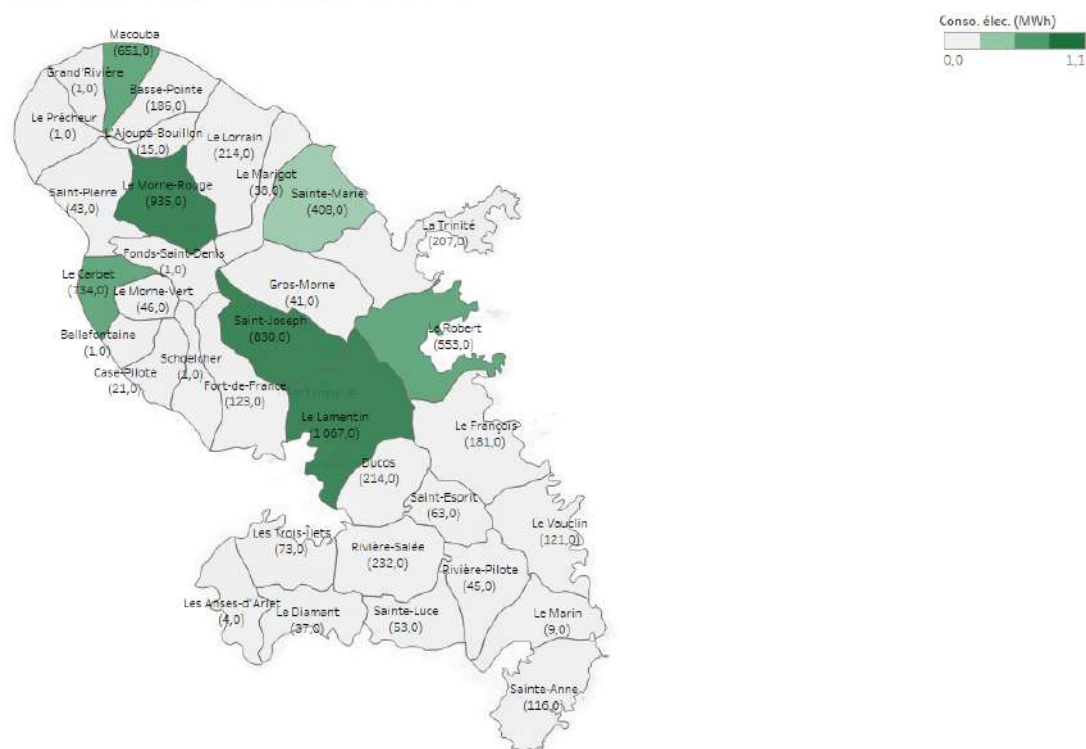 Conso. élec. (MWh)
0,0 1,1
Macouba
(651,0)
Grand'Rivière
(1,0)
Basse-Pointe
(186,0)
Le Prêcheur
(1,0)
L'Ajoupa-Bouillon
(15,0)
Le Lorrain
(214,0)
Le Marigot
(38,0)
Le Morne-Rouge
(935,0)
Sainte-Marie
(408,0)
Saint-Pierre
(43,0)
La Trinité
(207,0)
Fonds-Saint-Denis
(1,0)
Le Carbet
(734,0)
Le Morne-Vert
(46,0)
Gros-Morne
(41,0)
Saint-Joseph
(830,0)
Le Robert
(553,0)
Bellefontaine
(1,0)
Schoelcher
(1,0)
Case-Pilote
(21,0)
Fort-de-France
(123,0)
Le Lamentin
(1 067,0)
Le François
(181,0)
Ducos
(214,0)
Saint-Esprit
(63,0)
Le Vauclin
(121,0)
Les Trois-Îlets
(73,0)
Rivière-Salée
(232,0)
Rivière-Pilote
(45,0)
Les Anses-d'Arlet
(4,0)
Le Diamant
(37,0)
Sainte-Luce
(53,0)
Le Marin
(9,0)
Sainte-Anne
(116,0)